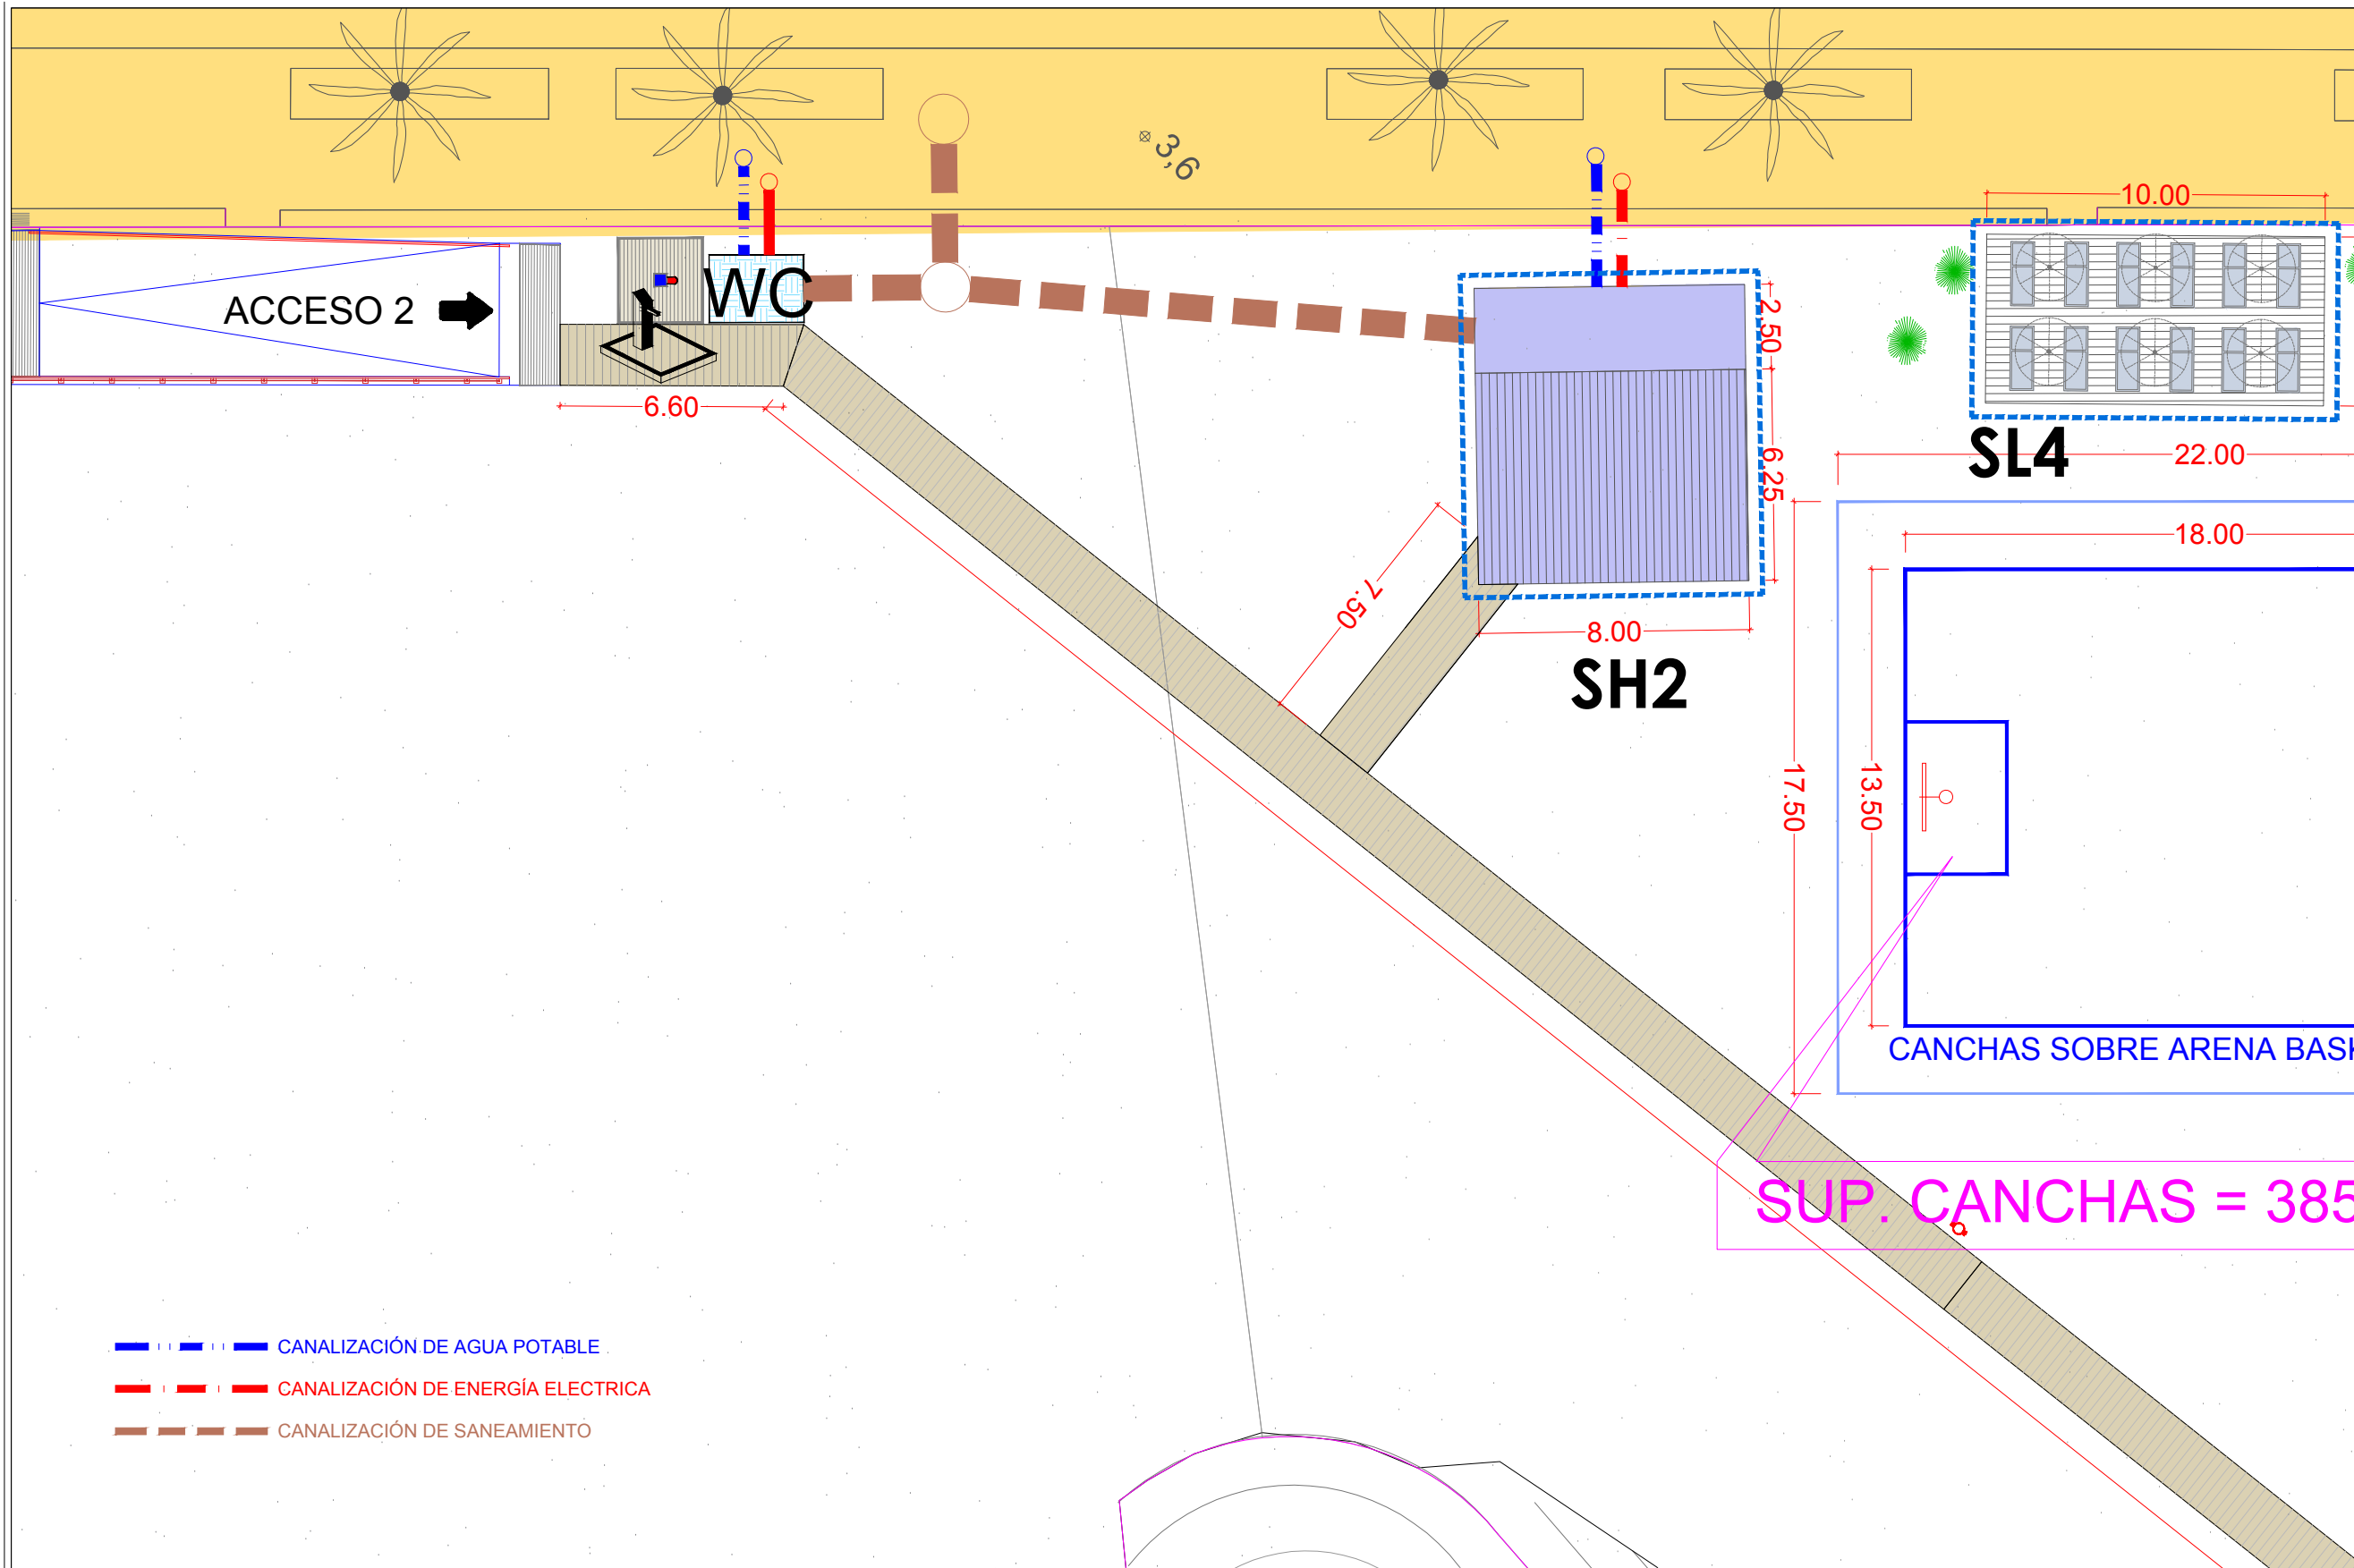 3,6
10.00
WC
ACCESO 2
2.50
6.60
SL4
22.00
6.25
18.00
7.50
8.00
SH2
17.50
13.50
CANCHAS SOBRE ARENA
SUP. CANCHAS = 385
CANALIZACIÓN DE AGUA POTABLE
CANALIZACIÓN DE ENERGÍA ELECTRICA
CANALIZACIÓN DE SANEAMIENTO